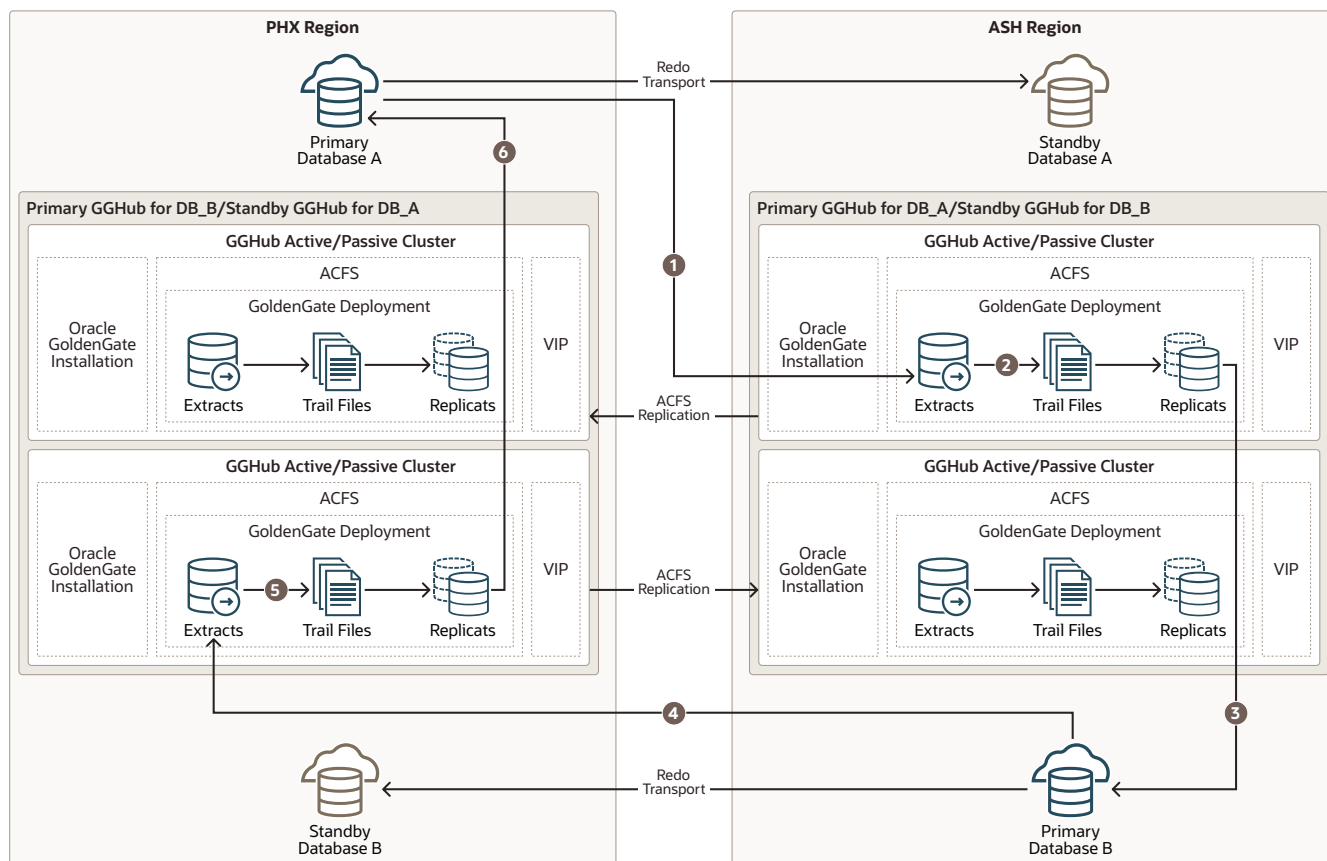 PHX Region
Primary
Database A
6
Primary GGHub for DB_B/Standby GGHub for DB_A
GGHub Active/Passive Cluster
Oracle
GoldenGate
Installation
ACFS
GoldenGate Deployment
Extracts
Trail Files
Replicats
VIP
GGHub Active/Passive Cluster
Oracle
GoldenGate
Installation
ACFS
GoldenGate Deployment
5
Extracts
Trail Files
Replicats
VIP
Standby
Database B
Redo
Transport
1
ACFS
Replication
ACFS
Replication
4
Redo
Transport
ASH Region
Standby
Database A
Primary GGHub for DB_A/Standby GGHub for DB_B
GGHub Active/Passive Cluster
Oracle
GoldenGate
Installation
ACFS
GoldenGate Deployment
2
Extracts
Trail Files
Replicats
VIP
GGHub Active/Passive Cluster
Oracle
GoldenGate
Installation
ACFS
GoldenGate Deployment
Extracts
Trail Files
Replicats
VIP
3
Primary
Database B